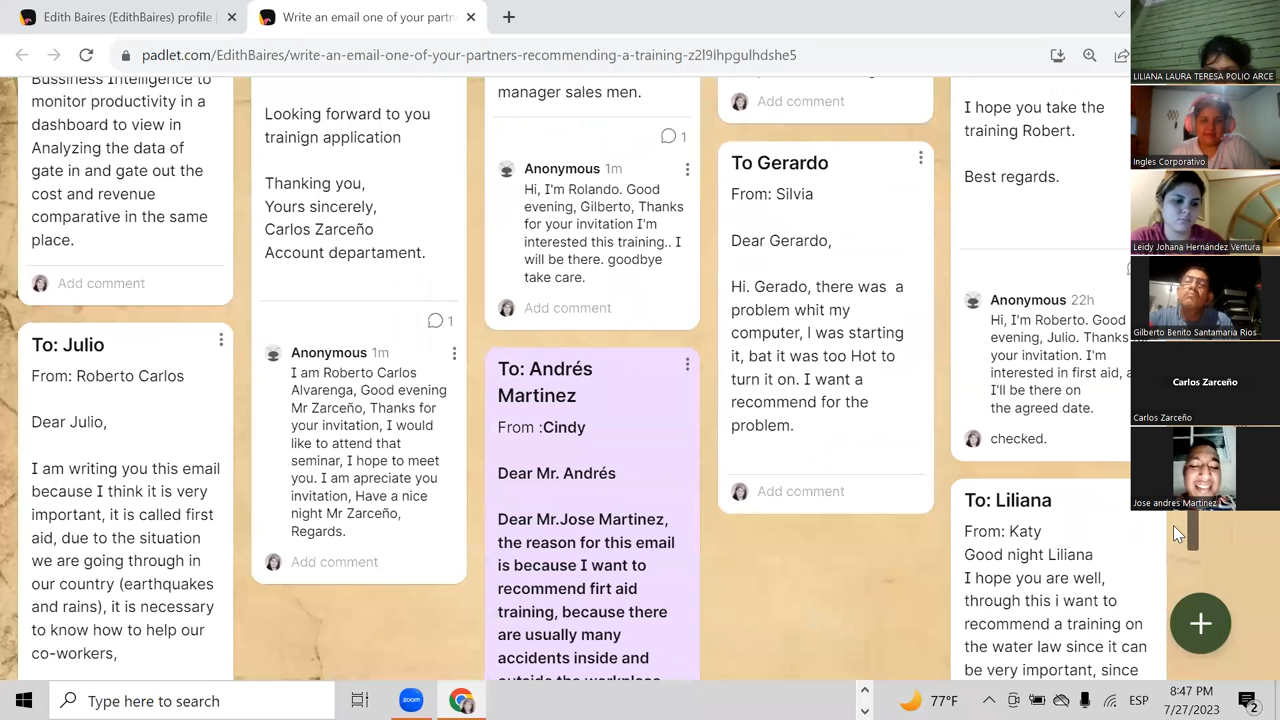 Edith Baires (EdithBaires) profile
Write an email one of your partn
padlet.com/EdithBaires/write-an-email-one-of-your-partners-recommending-a-training-z2l9lhpgulhdshe5
Bussiness Intelligence to
monitor productivity in a
dashboard to view in
Analyzing the data of
gate in and gate out the
cost and revenue
comparative in the same
place.
Add comment
To: Julio
From: Roberto Carlos
Dear Julio,
I am writing you this email
because I think it is very
important, it is called first
aid, due to the situation
we are going through in
our country (earthquakes
and rains), it is necessary
to know how to help our
co-workers,
Looking forward to you
trainign application
Thanking you,
Yours sincerely,
Carlos Zarceño
Account departament.
1
Anonymous 1m
I am Roberto Carlos
Alvarenga, Good evening
Mr Zarceño, Thanks for
your invitation, I would
like to attend that
seminar, I hope to meet
you. I am apreciate you
invitation, Have a nice
night Mr Zarceño,
Regards.
Add comment
manager sales men.
1
Anonymous 1m
Hi, I'm Rolando. Good
evening, Gilberto, Thanks
for your invitation I'm
interested this training.. I
will be there. goodbye
take care.
Add comment
To: Andrés
Martinez
From :Cindy
Dear Mr. Andrés
Dear Mr.Jose Martinez,
the reason for this email
is because I want to
recommend firt aid
training, because there
are usually many
accidents inside and
outside the workplace
Add comment
To Gerardo
From: Silvia
Dear Gerardo,
Hi. Gerado, there was a
problem whit my
computer, I was starting
it, bat it was too Hot to
turn it on. I want a
recommend for the
problem.
Add comment
I hope you take the
training Robert.
Best regards.
Anonymous 22h
Hi, I'm Roberto. Good
evening, Julio. Thanks
your invitation. I'm
interested in first aid, a
I'll be there on
the agreed date.
checked.
To: Liliana
From: Katy
Good night Liliana
I hope you are well,
through this i want to
recommend a training on
the water law since it can
be very important, since
LILIANA LAURA TERESA POLIO ARCE
Ingles Corporativo
Leidy Johana Hernández Ventura
Gilberto Benito Santamaria Rios
Carlos Zarceño
Carlos Zarceño
Jose andres Martinez
Type here to search
zoom
77°F
ESP
8:47 PM
7/27/2023
2